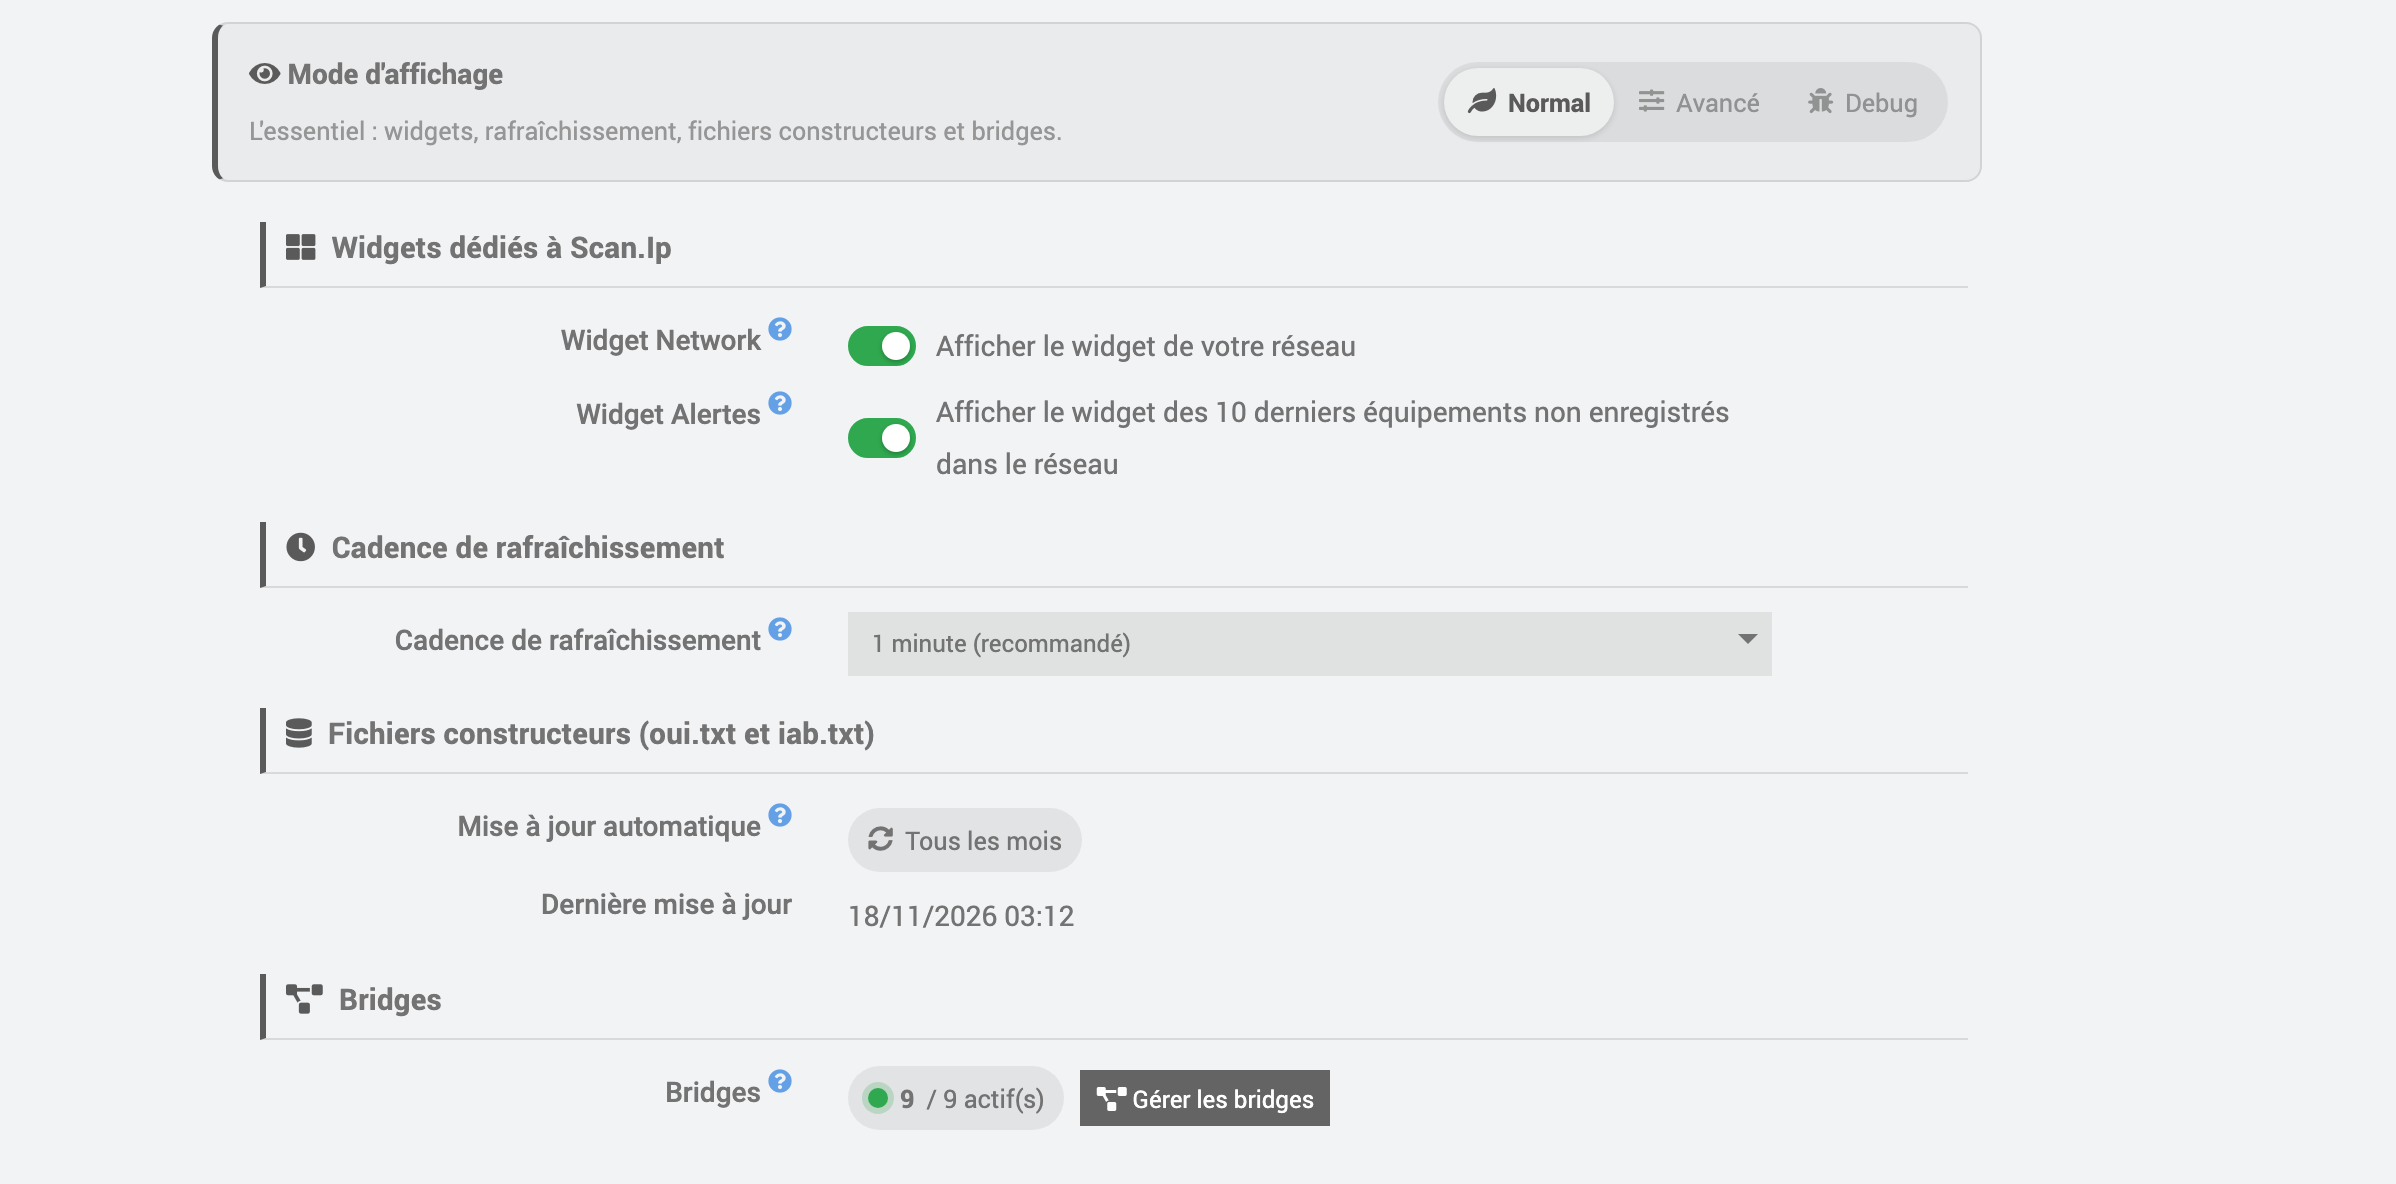 Mode d'affichage
L'essentiel : widgets, rafraîchissement, fichiers constructeurs et bridges.
Normal
Avancé
Debug
Widgets dédiés à Scan.Ip
Widget Network ?
Afficher le widget de votre réseau
Widget Alertes ?
Afficher le widget des 10 derniers équipements non enregistrés
dans le réseau
Cadence de rafraîchissement
Cadence de rafraîchissement ?
1 minute (recommandé)
Fichiers constructeurs (oui.txt et iab.txt)
Mise à jour automatique ?
Tous les mois
Dernière mise à jour
18/11/2026 03:12
Bridges
Bridges ?
9 / 9 actif(s)
Gérer les bridges